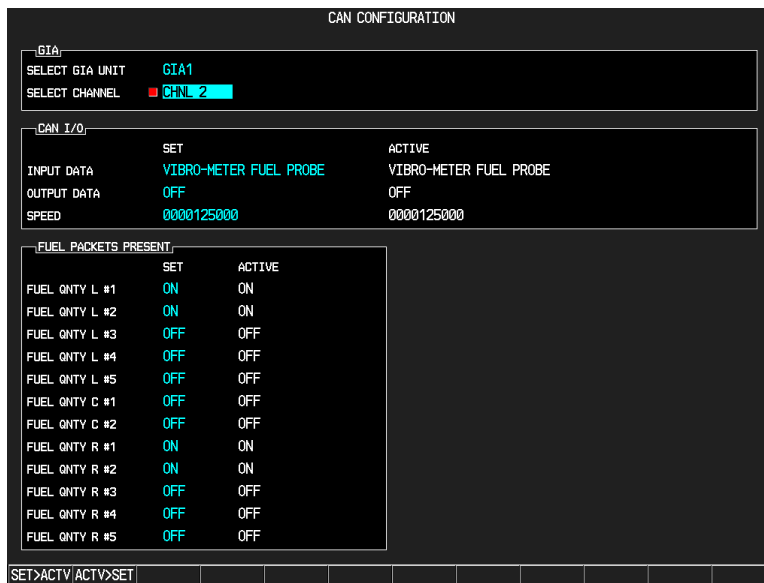 CAN CONFIGURATION
GIA
SELECT GIA UNIT GIA1
SELECT CHANNEL CHNL 2
CAN I/O
SET ACTIVE
INPUT DATA VIBRO-METER FUEL PROBE VIBRO-METER FUEL PROBE
OUTPUT DATA OFF OFF
SPEED 0000125000 0000125000
FUEL PACKETS PRESENT
SET ACTIVE
FUEL QNTY L #1 ON ON
FUEL QNTY L #2 ON ON
FUEL QNTY L #3 OFF OFF
FUEL QNTY L #4 OFF OFF
FUEL QNTY L #5 OFF OFF
FUEL QNTY C #1 OFF OFF
FUEL QNTY C #2 OFF OFF
FUEL QNTY R #1 ON ON
FUEL QNTY R #2 ON ON
FUEL QNTY R #3 OFF OFF
FUEL QNTY R #4 OFF OFF
FUEL QNTY R #5 OFF OFF
SET>ACTV ACTV>SET